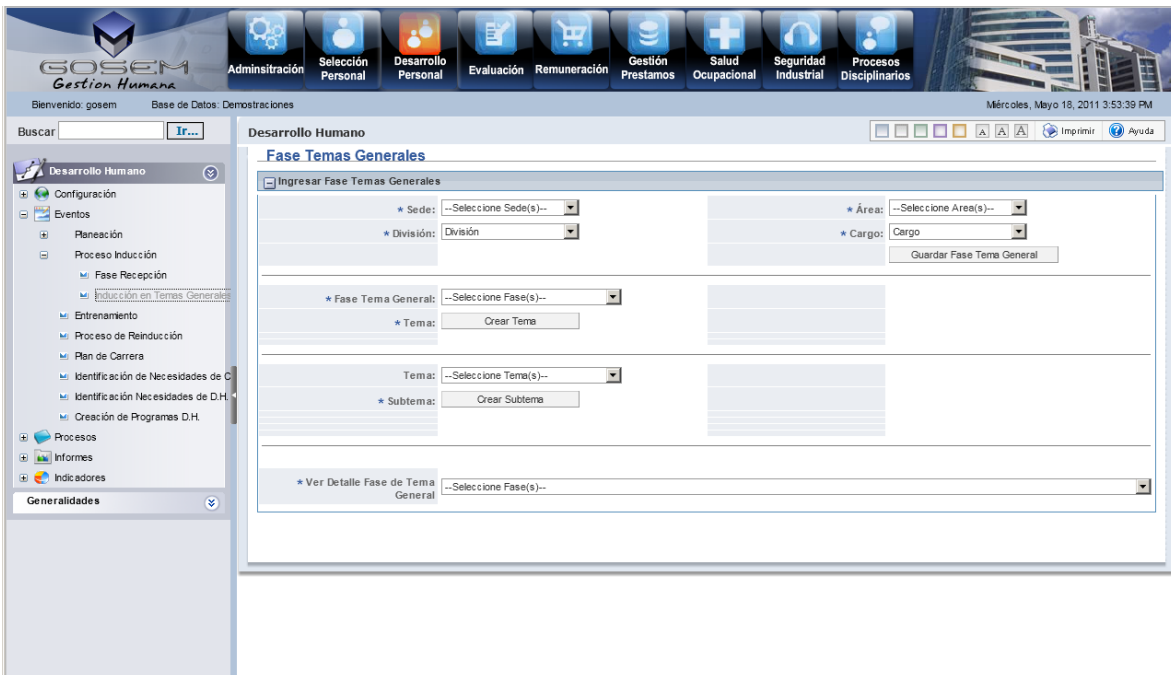 GOSEM
Gestion Humana
Adminsitración
Selección
Personal
Desarrollo
Personal
Evaluación
Remuneración
Gestión
Prestamos
Salud
Ocupacional
Seguridad
Industrial
Procesos
Disciplinarios
Bienvenido: gosem Base de Datos: Demostraciones Miércoles, Mayo 18, 2011 3:53:39 PM
Buscar Ir...
Desarrollo Humano
Configuración
Eventos
Planeación
Proceso Inducción
Fase Recepción
Inducción en Temas Generales
Entrenamiento
Proceso de Reinducción
Plan de Carrera
Identificación de Necesidades de C
Identificación Necesidades de D.H.
Creación de Programas D.H.
Procesos
Informes
Indicadores
Generalidades
Desarrollo Humano A A A Imprimir Ayuda
Fase Temas Generales
Ingresar Fase Temas Generales
* Sede: --Seleccione Sede(s)-- * Área: --Seleccione Area(s)--
* División: División * Cargo: Cargo
Guardar Fase Tema General
* Fase Tema General: --Seleccione Fase(s)--
* Tema: Crear Tema
Tema: --Seleccione Tema(s)--
* Subtema: Crear Subtema
* Ver Detalle Fase de Tema
General
--Seleccione Fase(s)--